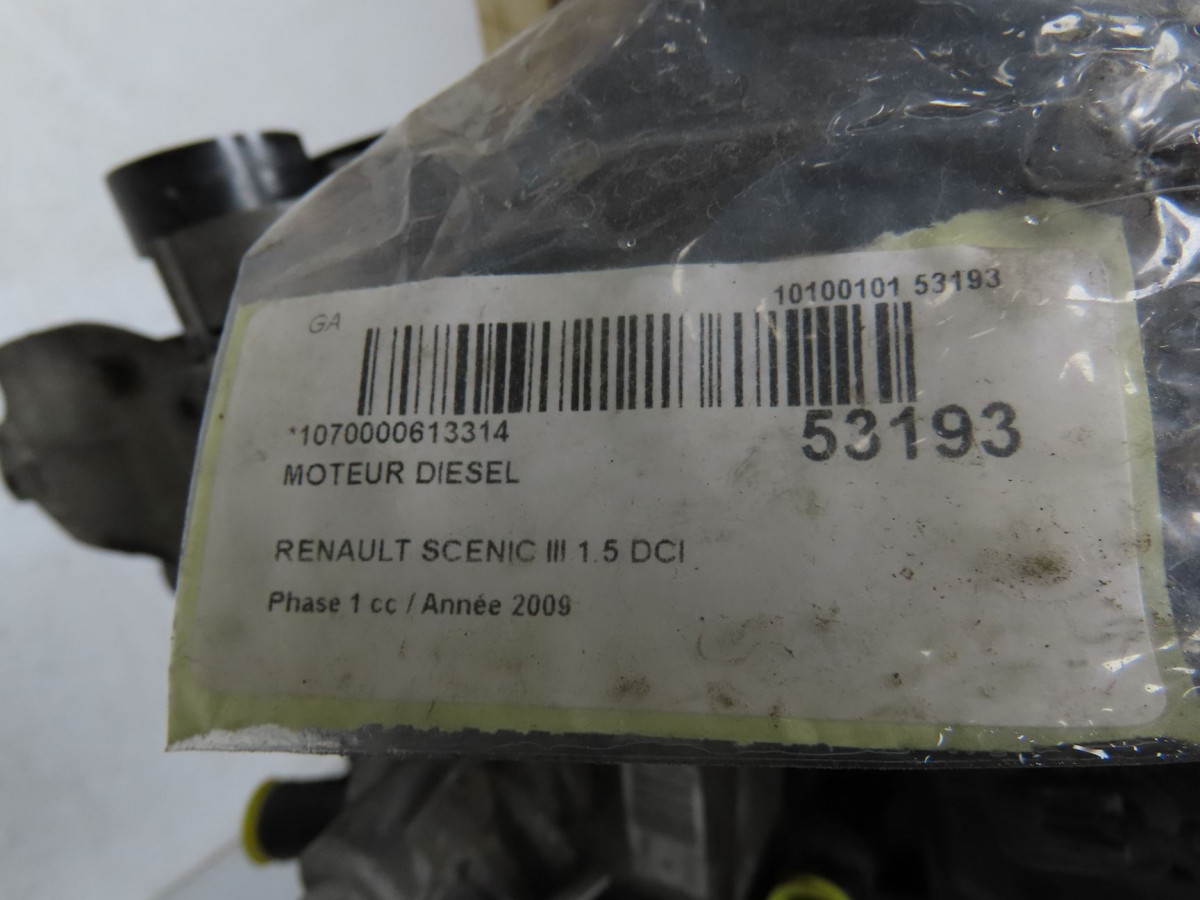 10100101 53193
GA
*1070000613314
53193
MOTEUR DIESEL
RENAULT SCENIC III 1.5 DCI
Phase 1 cc / Année 2009